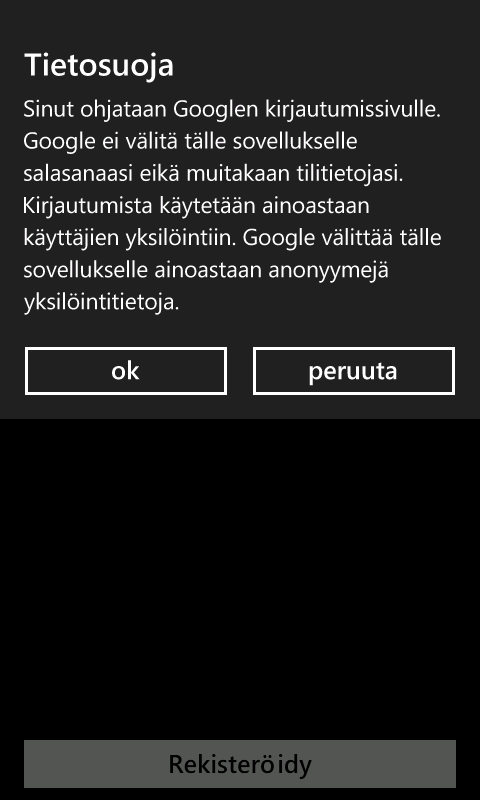 Tietosuoja
Sinut ohjataan Googlen kirjautumissivulle.
Google ei välitä tälle sovellukselle
salasanaasi eikä muitakaan tilitietojasi.
Kirjautumista käytetään ainoastaan
käyttäjien yksilöintiin. Google välittää tälle
sovellukselle ainoastaan anonyymejä
yksilöintitietoja.
ok
peruuta
Rekisteröidy